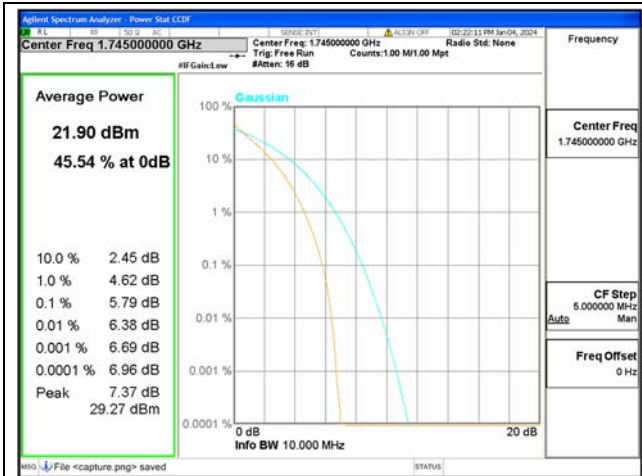 Agilent Spectrum Analyzer - Power Stat CCDF
RL RF 50 Ω AC SENSE:INT ALIGN OFF 02:22:11 PM Jan 04, 2024
Center Freq 1.745000000 GHz
Center Freq: 1.745000000 GHz Radio Std: None
Trig: Free Run Counts:1.00 M/1.00 Mpt
#IFGain:Low #Atten: 16 dB
Frequency
Average Power
21.90 dBm
45.54 % at 0dB
10.0 % 2.45 dB
1.0 % 4.62 dB
0.1 % 5.79 dB
0.01 % 6.38 dB
0.001 % 6.69 dB
0.0001 % 6.96 dB
Peak 7.37 dB
29.27 dBm
Gaussian
100 %
10 %
1 %
0.1 %
0.01 %
0.001 %
0.0001 %
0 dB 20 dB
Info BW 10.000 MHz
Center Freq
1.745000000 GHz
CF Step
5.000000 MHz
Auto Man
Freq Offset
0 Hz
MSG File <capture.png> saved STATUS